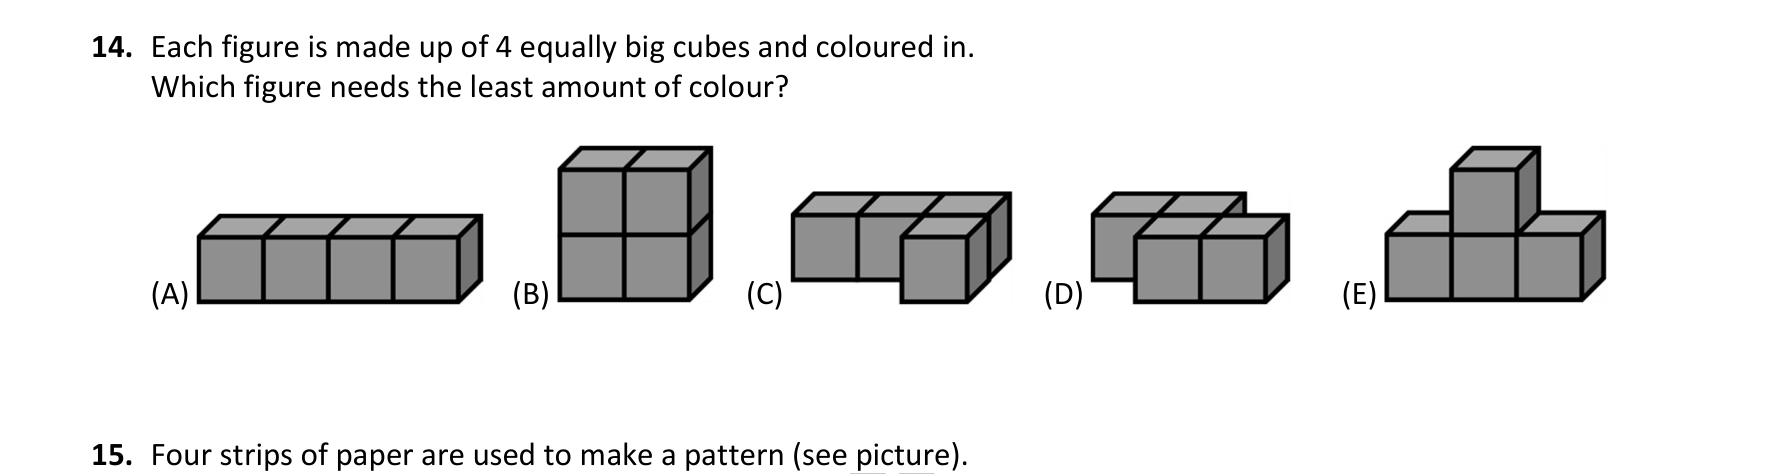 14. Each figure is made up of 4 equally big cubes and coloured in.
Which figure needs the least amount of colour?
(A) (B) (C) (D) (E)
15. Four strips of paper are used to make a pattern (see picture).